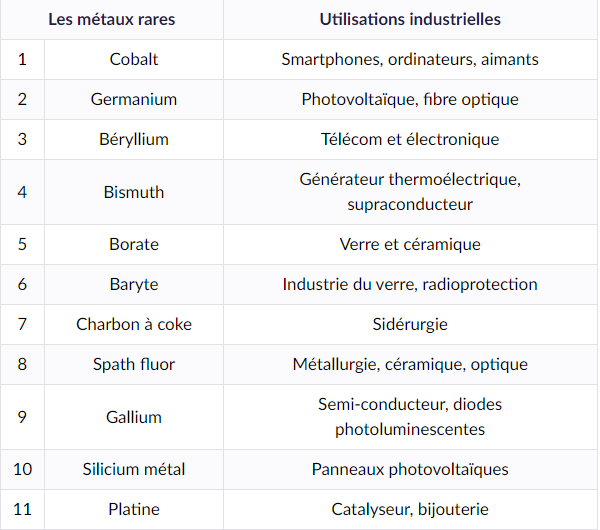 Les métaux rares Utilisations industrielles
1 Cobalt Smartphones, ordinateurs, aimants
2 Germanium Photovoltaïque, fibre optique
3 Béryllium Télécom et électronique
4 Bismuth Générateur thermoélectrique,
supraconducteur
5 Borate Verre et céramique
6 Baryte Industrie du verre, radioprotection
7 Charbon à coke Sidérurgie
8 Spath fluor Métallurgie, céramique, optique
9 Gallium Semi-conducteur, diodes
photoluminescentes
10 Silicium métal Panneaux photovoltaïques
11 Platine Catalyseur, bijouterie